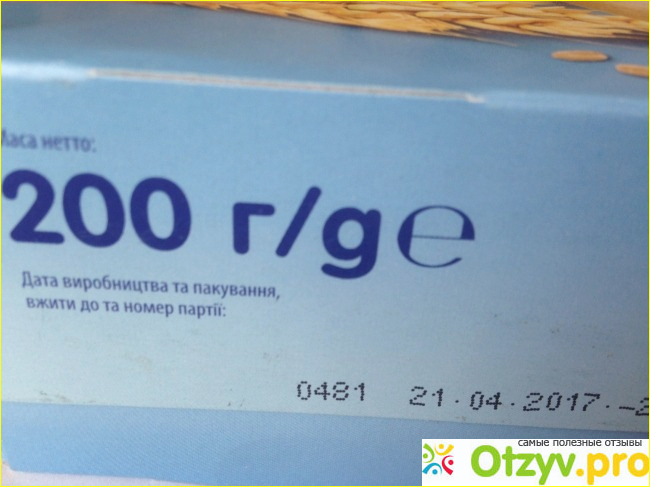 Маса нетто:
200 г/g℮
Дата виробництва та пакування,
вжити до та номер партії:
0481 21·04·2017·-2
самые полезные отзывы
Otzyv.pro